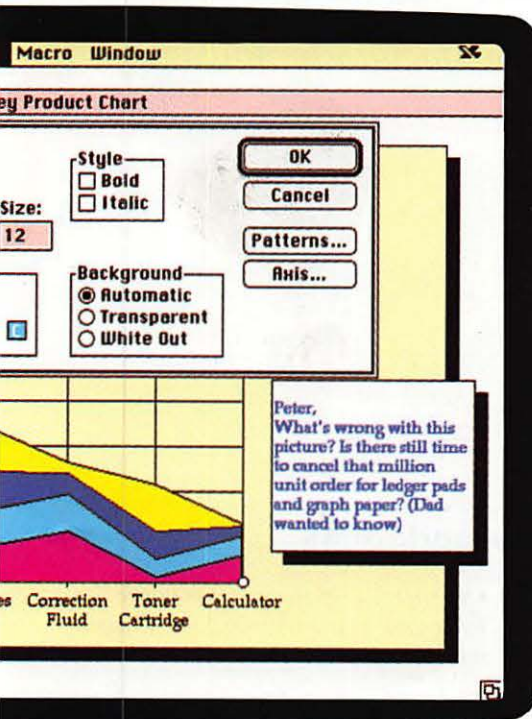 Macro Window
ey Product Chart
Style
Bold
Italic
Size:
12
Background
Automatic
Transparent
White Out
OK
Cancel
Patterns...
Axis...
Peter,
What's wrong with this
picture? Is there still time
to cancel that million
unit order for ledger pads
and graph paper? (Dad
wanted to know)
es Correction Toner Calculator
Fluid Cartridge